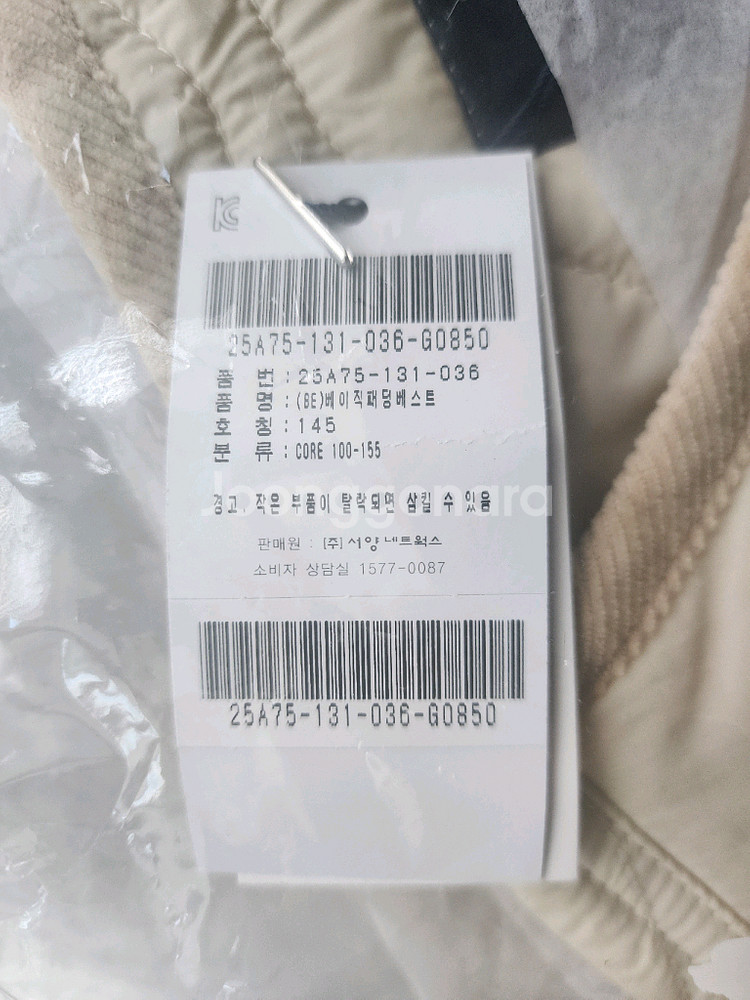 KC
25A75-131-036-G0850
품 번 : 25A75-131-036
품 명 : (BE)베이직패딩베스트
호 칭 : 145
분 류 : CORE 100-155
경고. 작은 부품이 탈락되면 삼킬 수 있음
Joonggonara
판매원 : [주] 서양네트웍스
소비자 상담실 1577-0087
25A75-131-036-G0850